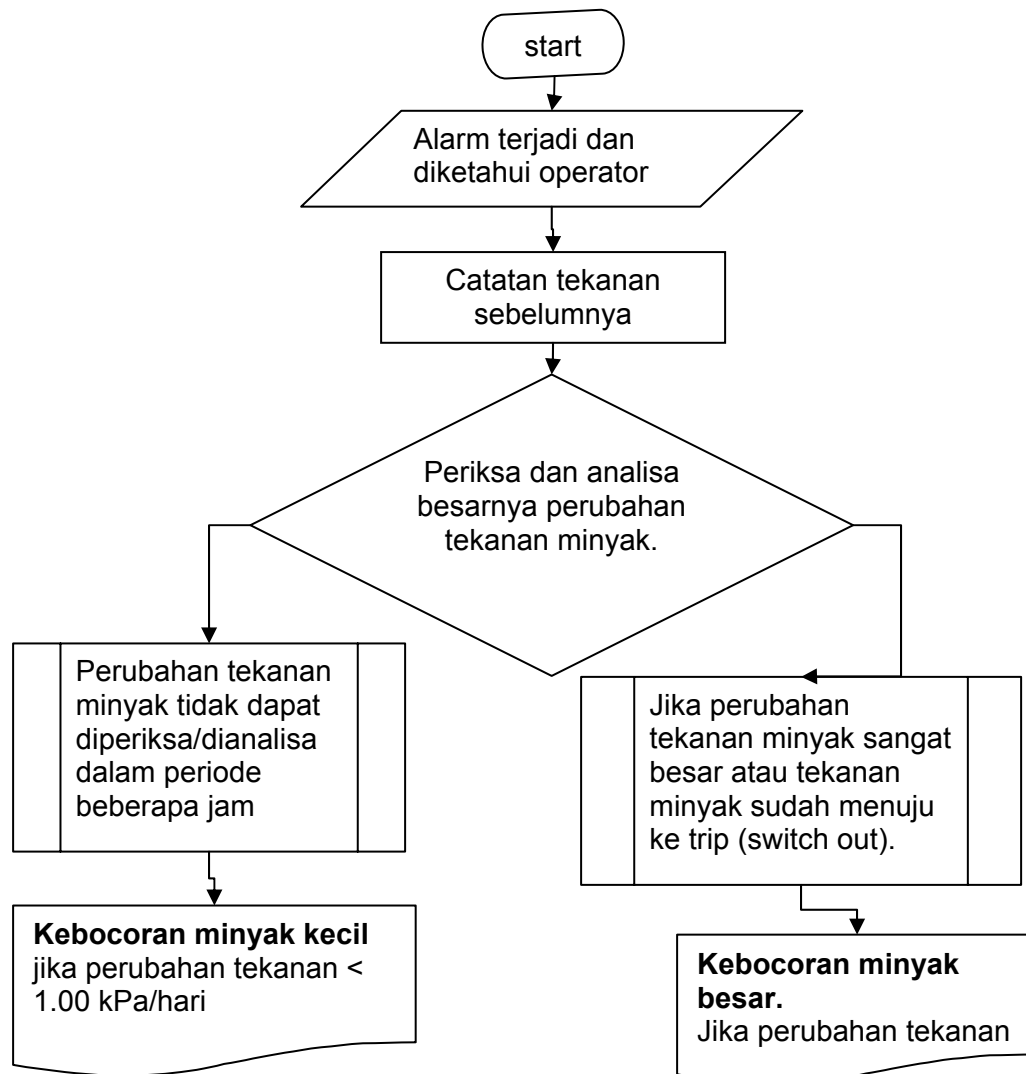 start
Alarm terjadi dan
diketahui operator
Catatan tekanan
sebelumnya
Periksa dan analisa
besarnya perubahan
tekanan minyak.
Perubahan tekanan
minyak tidak dapat
diperiksa/dianalisa
dalam periode
beberapa jam
Jika perubahan
tekanan minyak sangat
besar atau tekanan
minyak sudah menuju
ke trip (switch out).
Kebocoran minyak kecil
jika perubahan tekanan <
1.00 kPa/hari
Kebocoran minyak
besar.
Jika perubahan tekanan